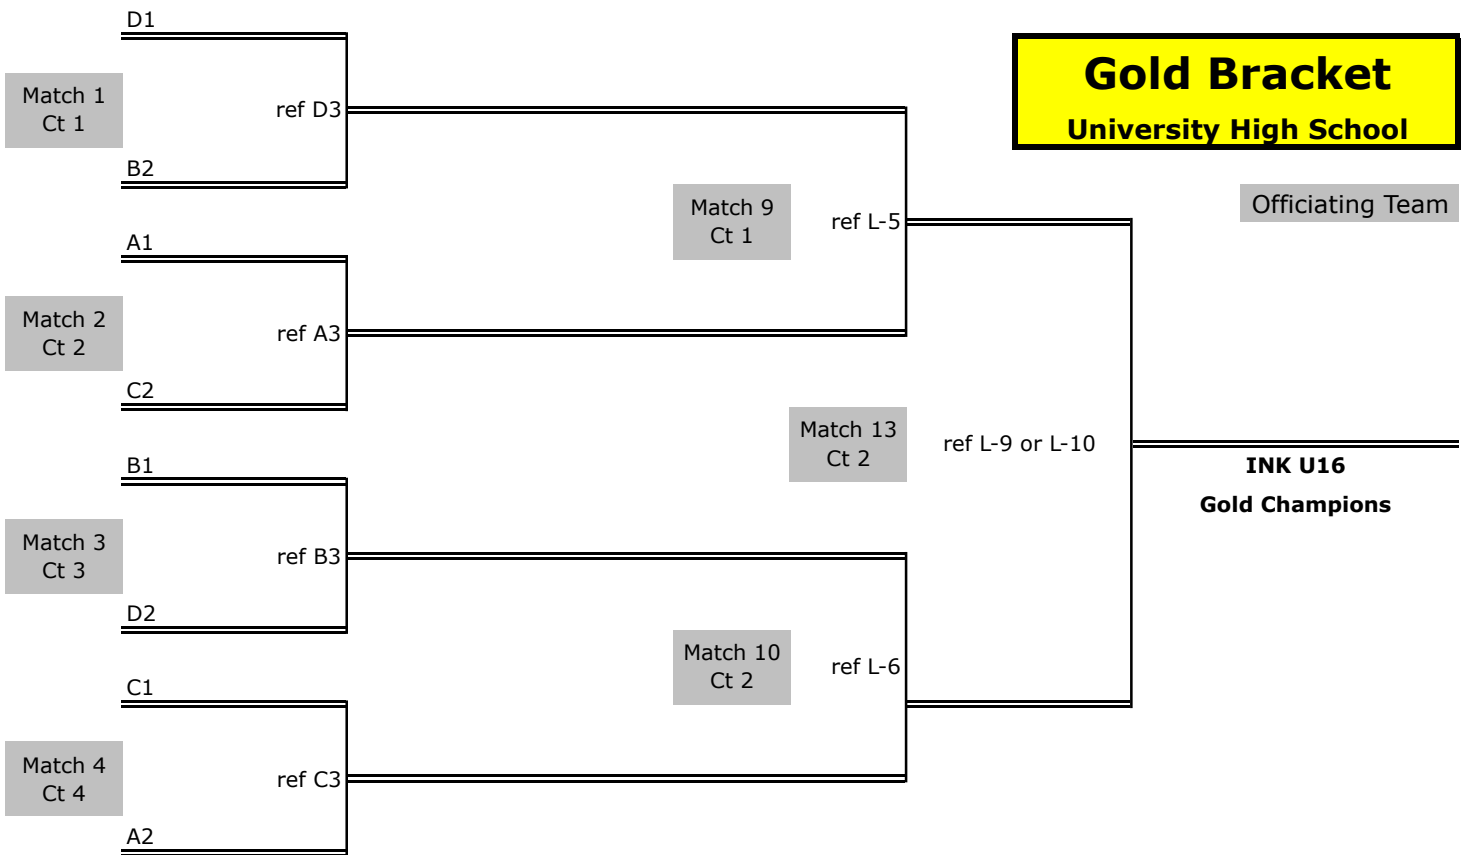 D1
Gold Bracket
University High School
Match 1
Ct 1
ref D3
B2
Match 9
Ct 1
ref L-5
Officiating Team
A1
Match 2
Ct 2
ref A3
C2
Match 13
Ct 2
ref L-9 or L-10
B1
INK U16
Gold Champions
Match 3
Ct 3
ref B3
D2
Match 10
Ct 2
ref L-6
C1
Match 4
Ct 4
ref C3
A2